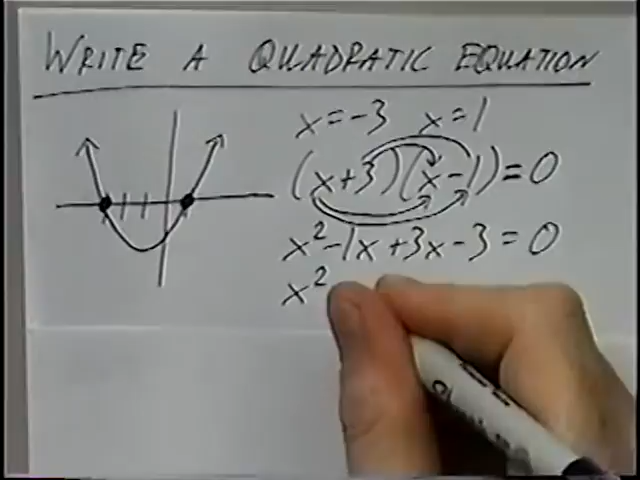 WRITE A QUADRATIC EQUATION
x=-3 x=1
(x+3)(x-1)=0
x²-1x+3x-3=0
x²